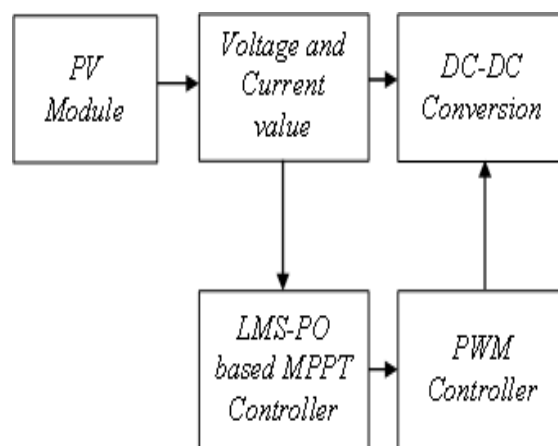 PV
Module
Voltage and
Current
value
DC-DC
Conversion
LMS-PO
based MPPT
Controller
PWM
Controller